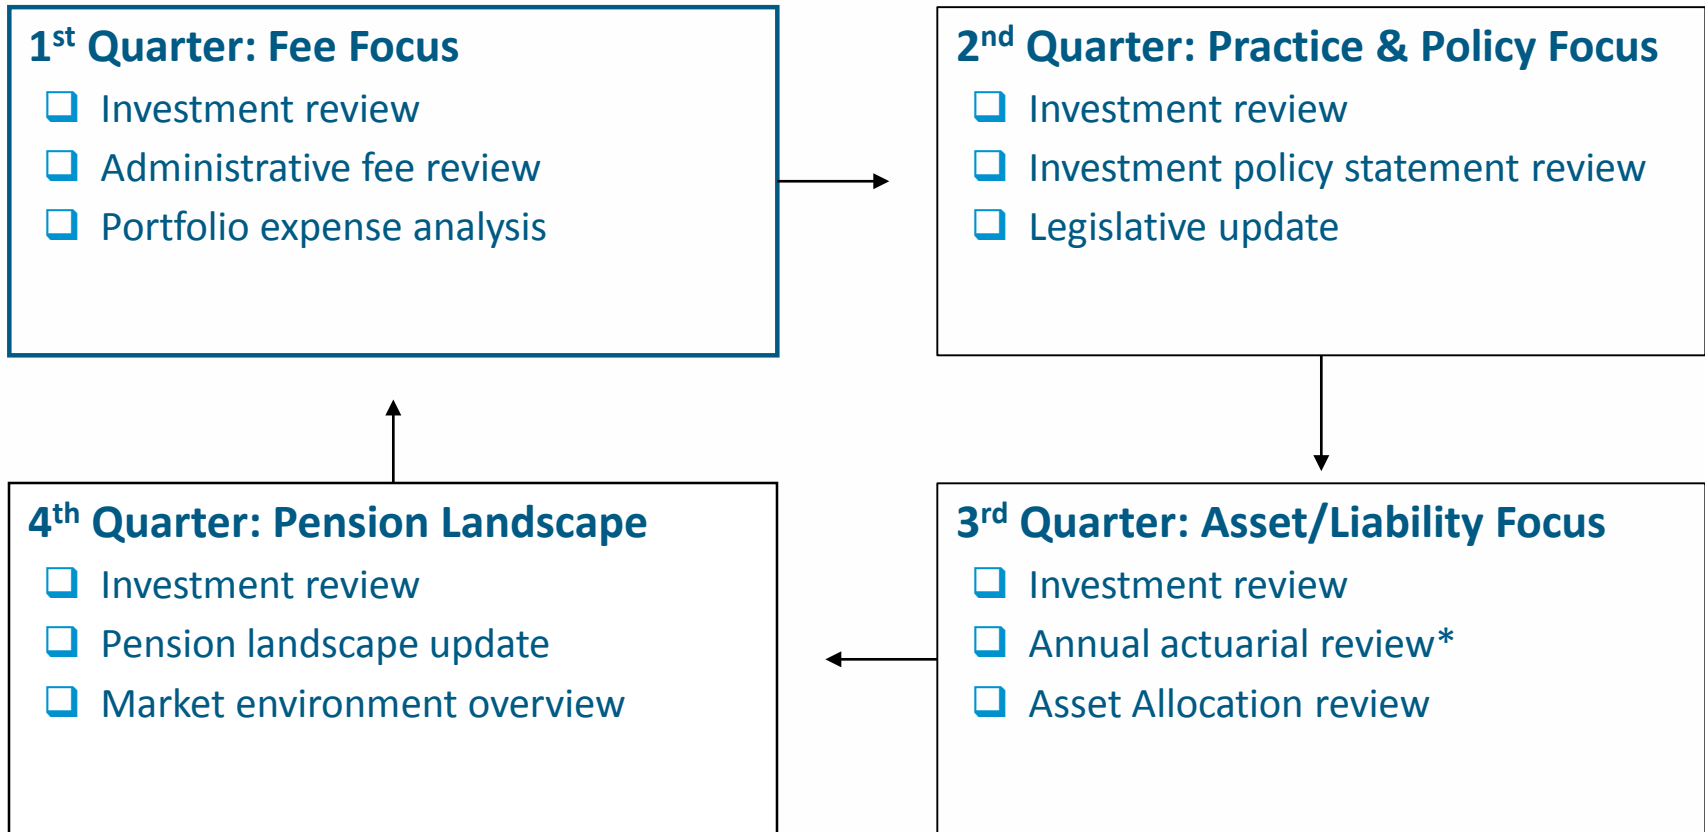 1st Quarter: Fee Focus
Investment review
Administrative fee review
Portfolio expense analysis
2nd Quarter: Practice & Policy Focus
Investment review
Investment policy statement review
Legislative update
3rd Quarter: Asset/Liability Focus
Investment review
Annual actuarial review*
Asset Allocation review
4th Quarter: Pension Landscape
Investment review
Pension landscape update
Market environment overview